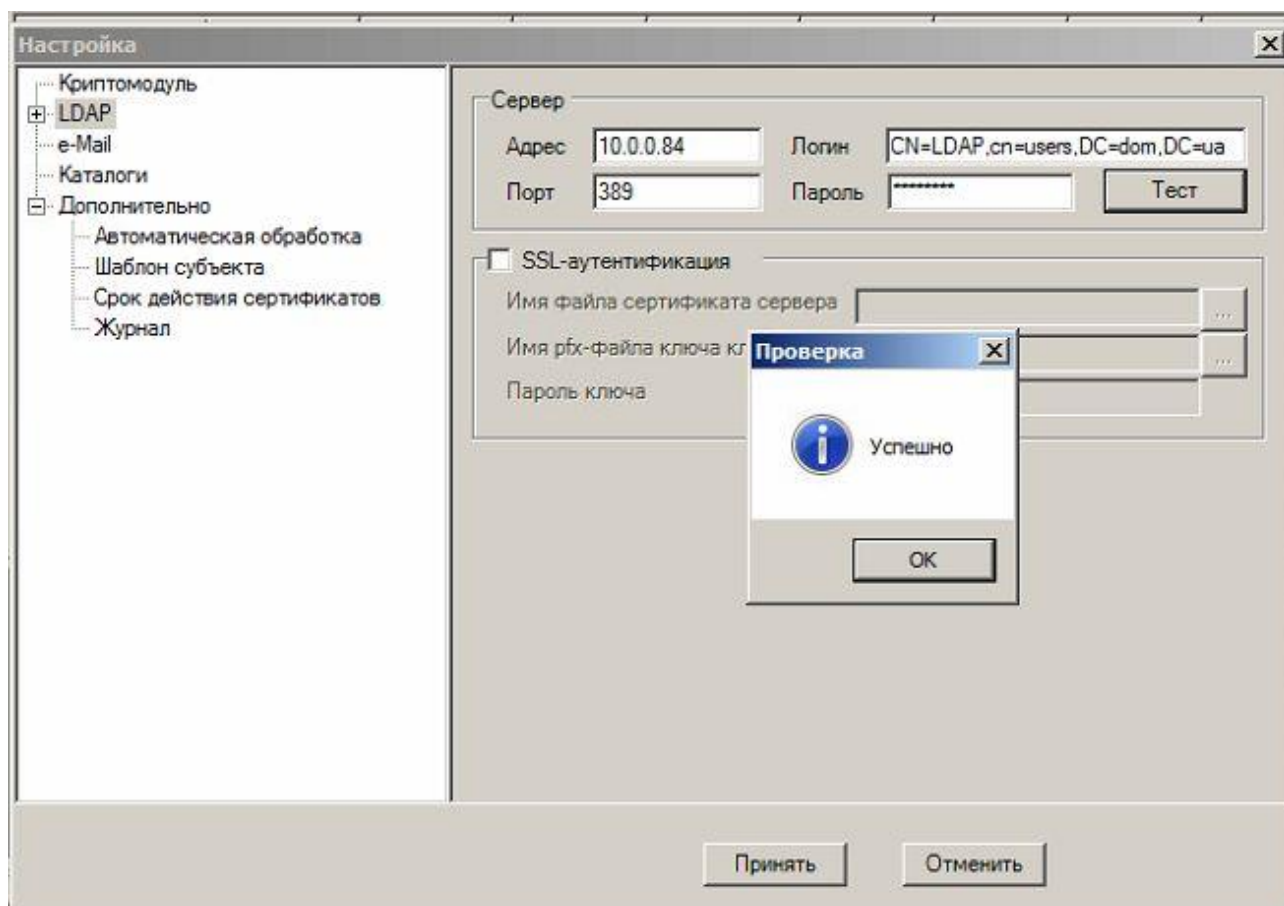 Настройка
Криптомодуль
LDAP
e-Mail
Каталоги
Дополнительно
Автоматическая обработка
Шаблон субъекта
Срок действия сертификатов
Журнал
Сервер
Адрес 10.0.0.84 Логин CN=LDAP,cn=users,DC=dom,DC=ua
Порт 389 Пароль ******** Тест
SSL-аутентификация
Имя файла сертификата сервера ...
Имя pfx-файла ключа кл ...
Пароль ключа
Проверка
Успешно
OK
Принять Отменить